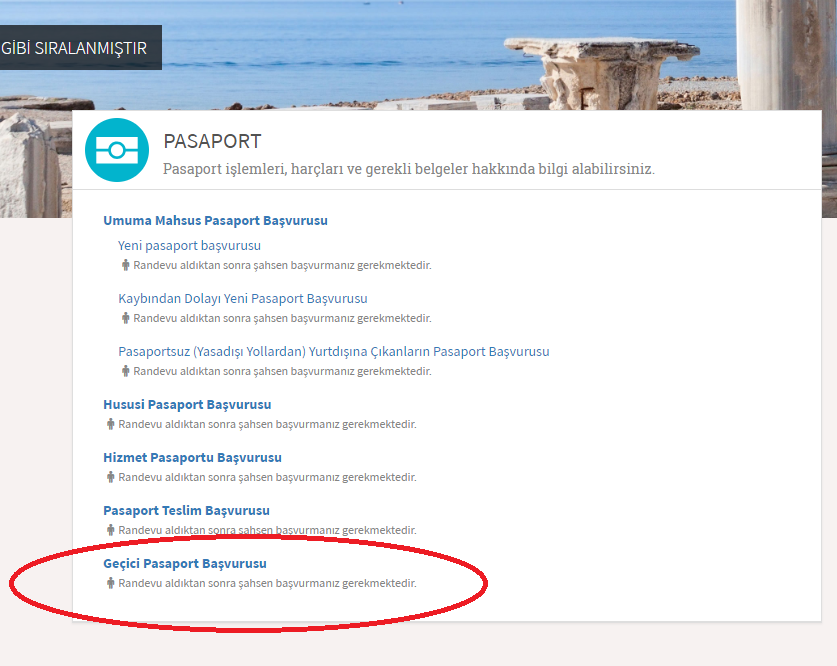 GİBİ SIRALANMIŞTIR
PASAPORT
Pasaport işlemleri, harçları ve gerekli belgeler hakkında bilgi alabilirsiniz.
Umuma Mahsus Pasaport Başvurusu
Yeni pasaport başvurusu
Randevu aldıktan sonra şahsen başvurmanız gerekmektedir.
Kaybından Dolayı Yeni Pasaport Başvurusu
Randevu aldıktan sonra şahsen başvurmanız gerekmektedir.
Pasaportsuz (Yasadışı Yollardan) Yurtdışına Çıkanların Pasaport Başvurusu
Randevu aldıktan sonra şahsen başvurmanız gerekmektedir.
Hususi Pasaport Başvurusu
Randevu aldıktan sonra şahsen başvurmanız gerekmektedir.
Hizmet Pasaportu Başvurusu
Randevu aldıktan sonra şahsen başvurmanız gerekmektedir.
Pasaport Teslim Başvurusu
Randevu aldıktan sonra şahsen başvurmanız gerekmektedir.
Geçici Pasaport Başvurusu
Randevu aldıktan sonra şahsen başvurmanız gerekmektedir.